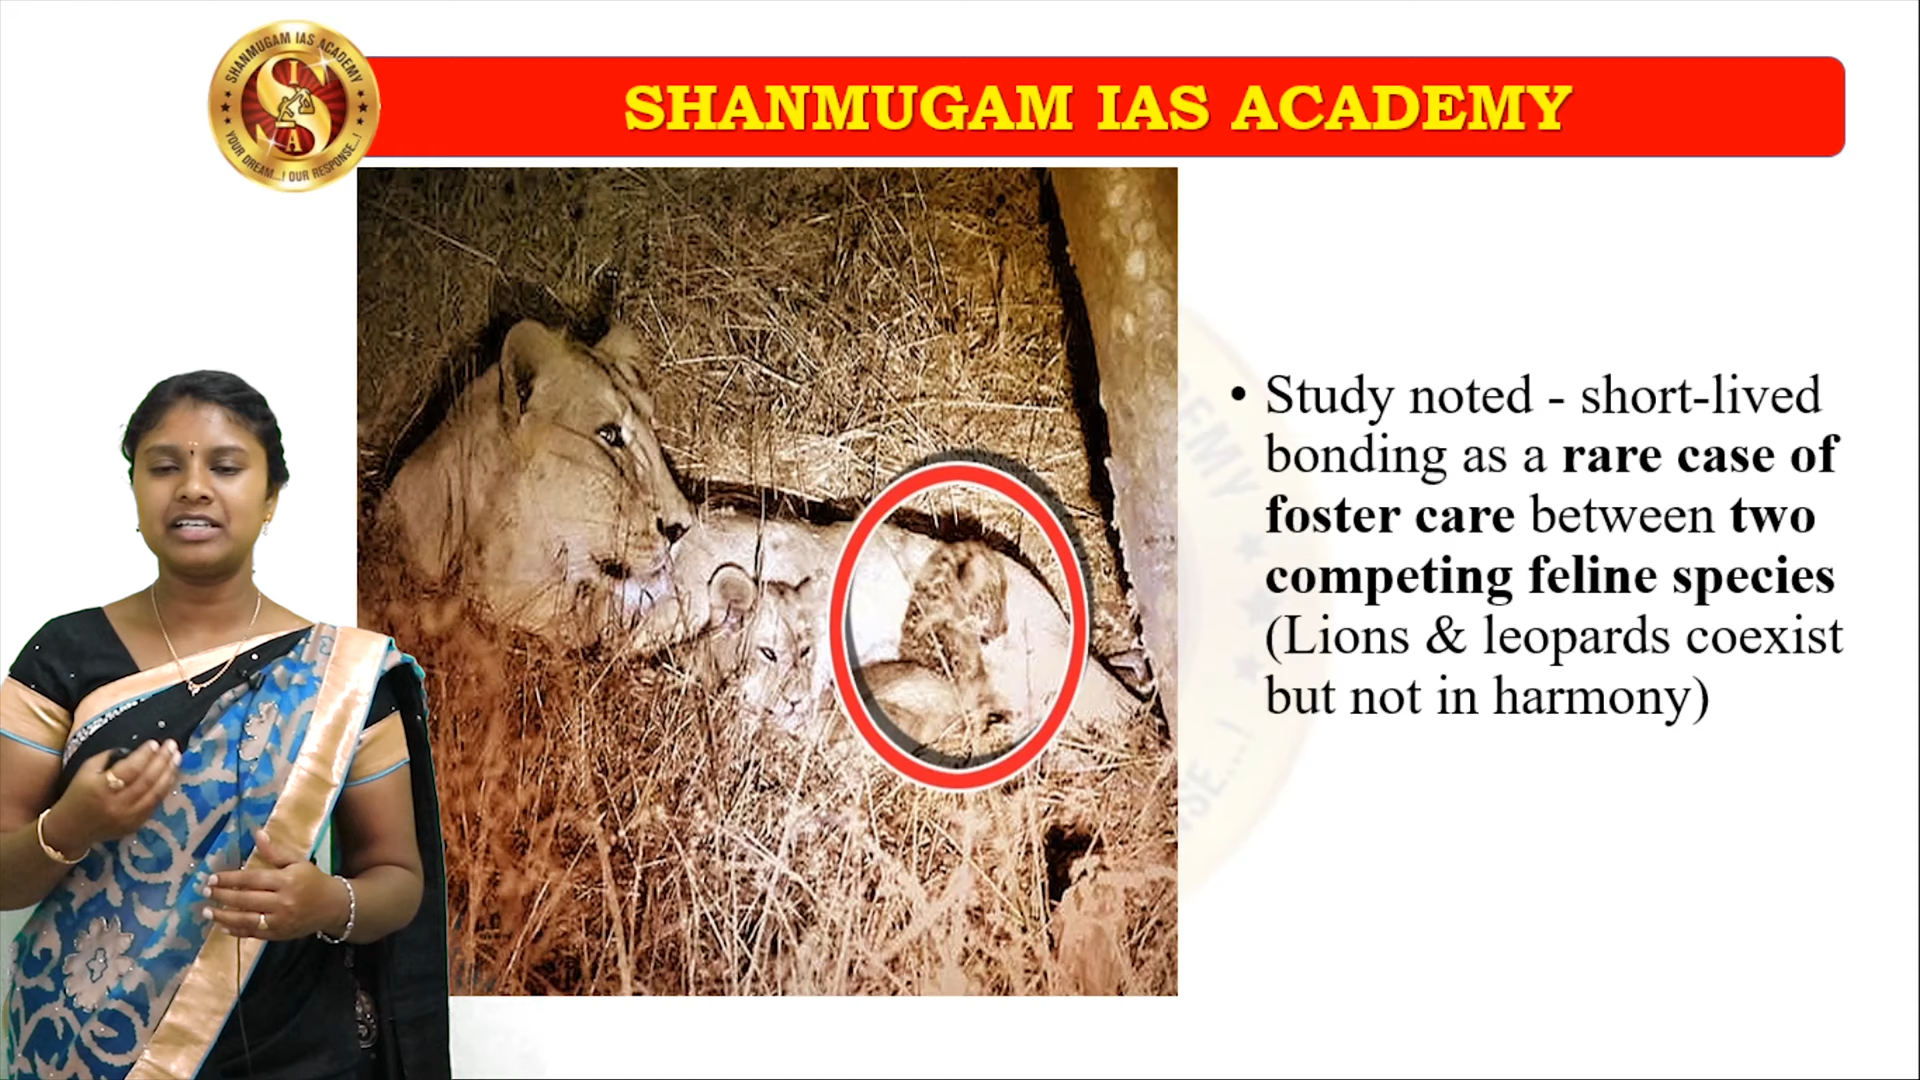 SHANMUGAM IAS ACADEMY
I
S
A
YOUR DREAM...! OUR RESPONSE...!
SHANMUGAM IAS ACADEMY
• Study noted - short-lived
bonding as a rare case of
foster care between two
competing feline species
(Lions & leopards coexist
but not in harmony)